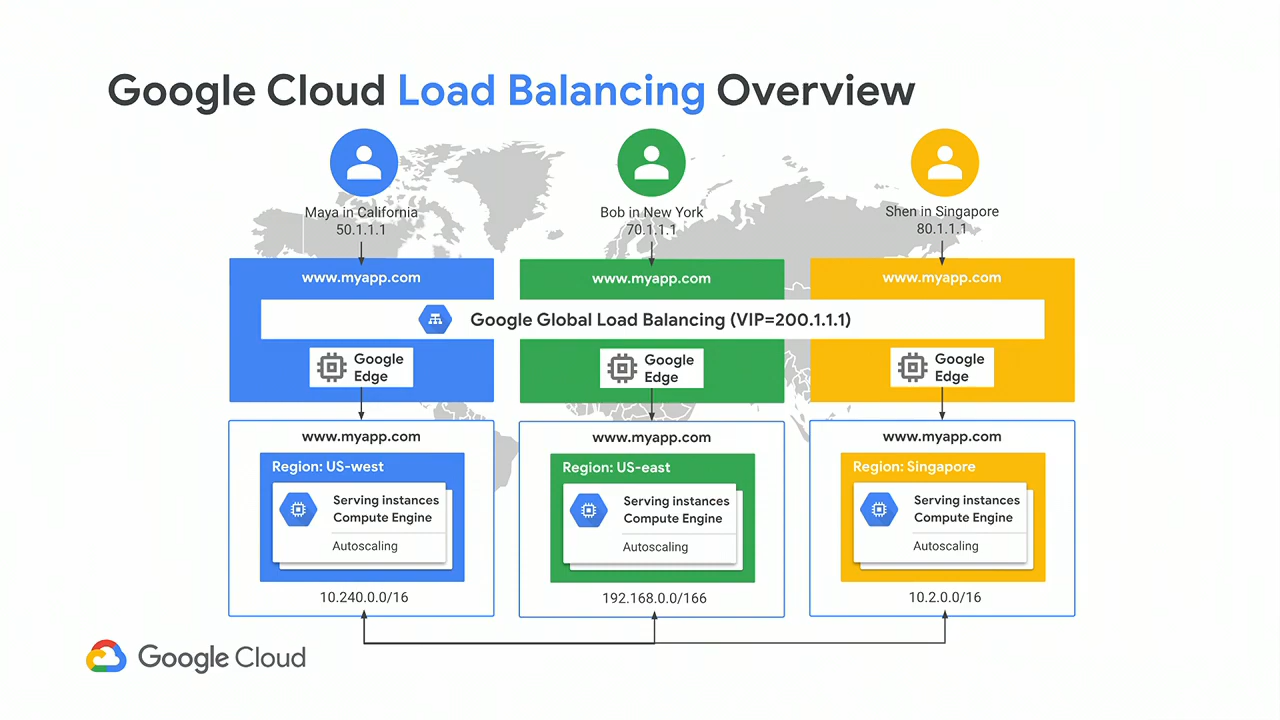 Google Cloud Load Balancing Overview
Maya in California
50.1.1.1
Bob in New York
70.1.1.1
Shen in Singapore
80.1.1.1
www.myapp.com
www.myapp.com
www.myapp.com
Google Global Load Balancing (VIP=200.1.1.1)
Google
Edge
Google
Edge
Google
Edge
www.myapp.com
Region: US-west
Serving instances
Compute Engine
Autoscaling
10.240.0.0/16
www.myapp.com
Region: US-east
Serving instances
Compute Engine
Autoscaling
192.168.0.0/166
www.myapp.com
Region: Singapore
Serving instances
Compute Engine
Autoscaling
10.2.0.0/16
Google Cloud